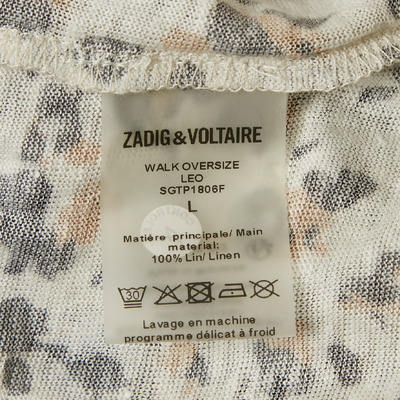 ZADIG & VOLTAIRE
WALK OVERSIZE
LEO
SGTP1806F
L
Matière principale/ Main
material:
100% Lin/ Linen
30
Lavage en machine
programme délicat à froid